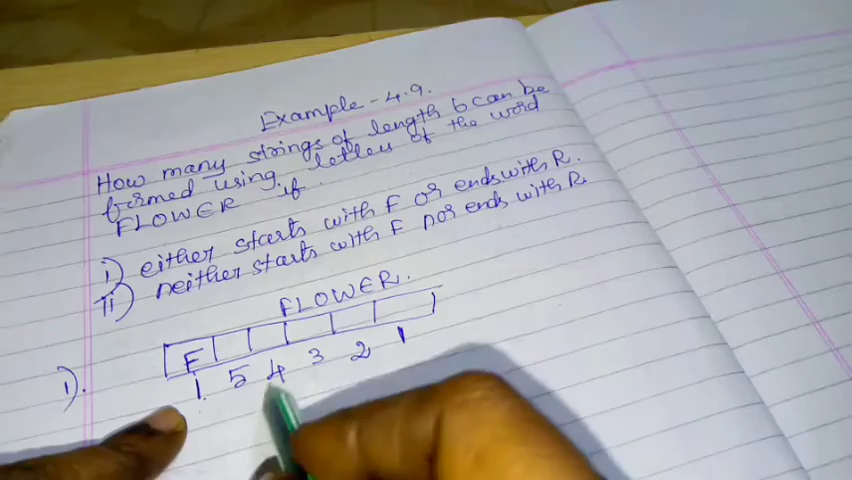 Example - 4.9.
How many strings of length 6 can be
formed using letters of the word
FLOWER if
i) either starts with F or ends with R.
ii) neither starts with F nor ends with R.
FLOWER.
i). F
1 5 4 3 2 1